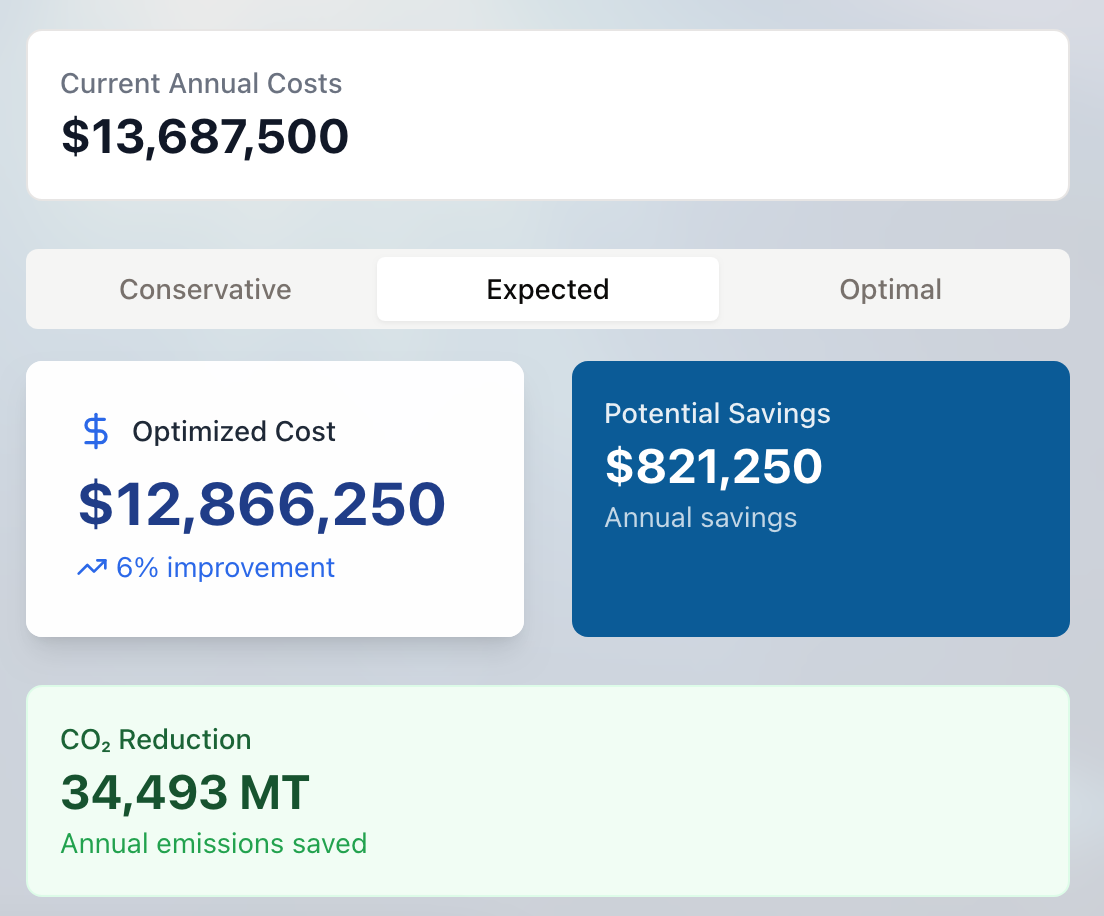 Current Annual Costs
$13,687,500
Conservative
Expected
Optimal
Optimized Cost
$12,866,250
6% improvement
Potential Savings
$821,250
Annual savings
CO₂ Reduction
34,493 MT
Annual emissions saved